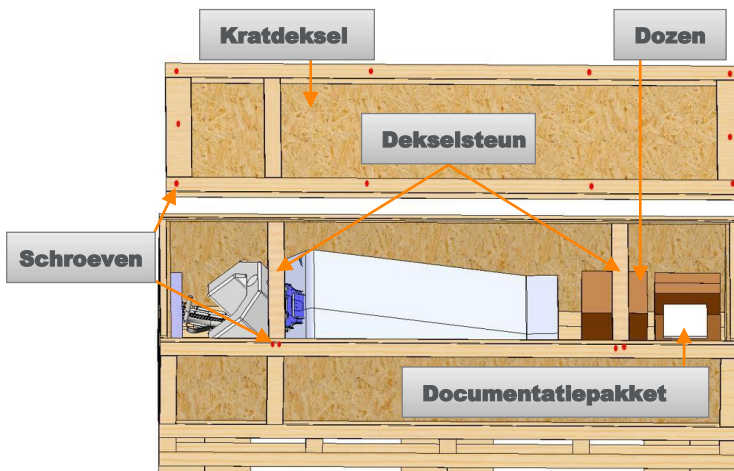 Kratdeksel
Dozen
Dekselsteun
Schroeven
Documentatiepakket